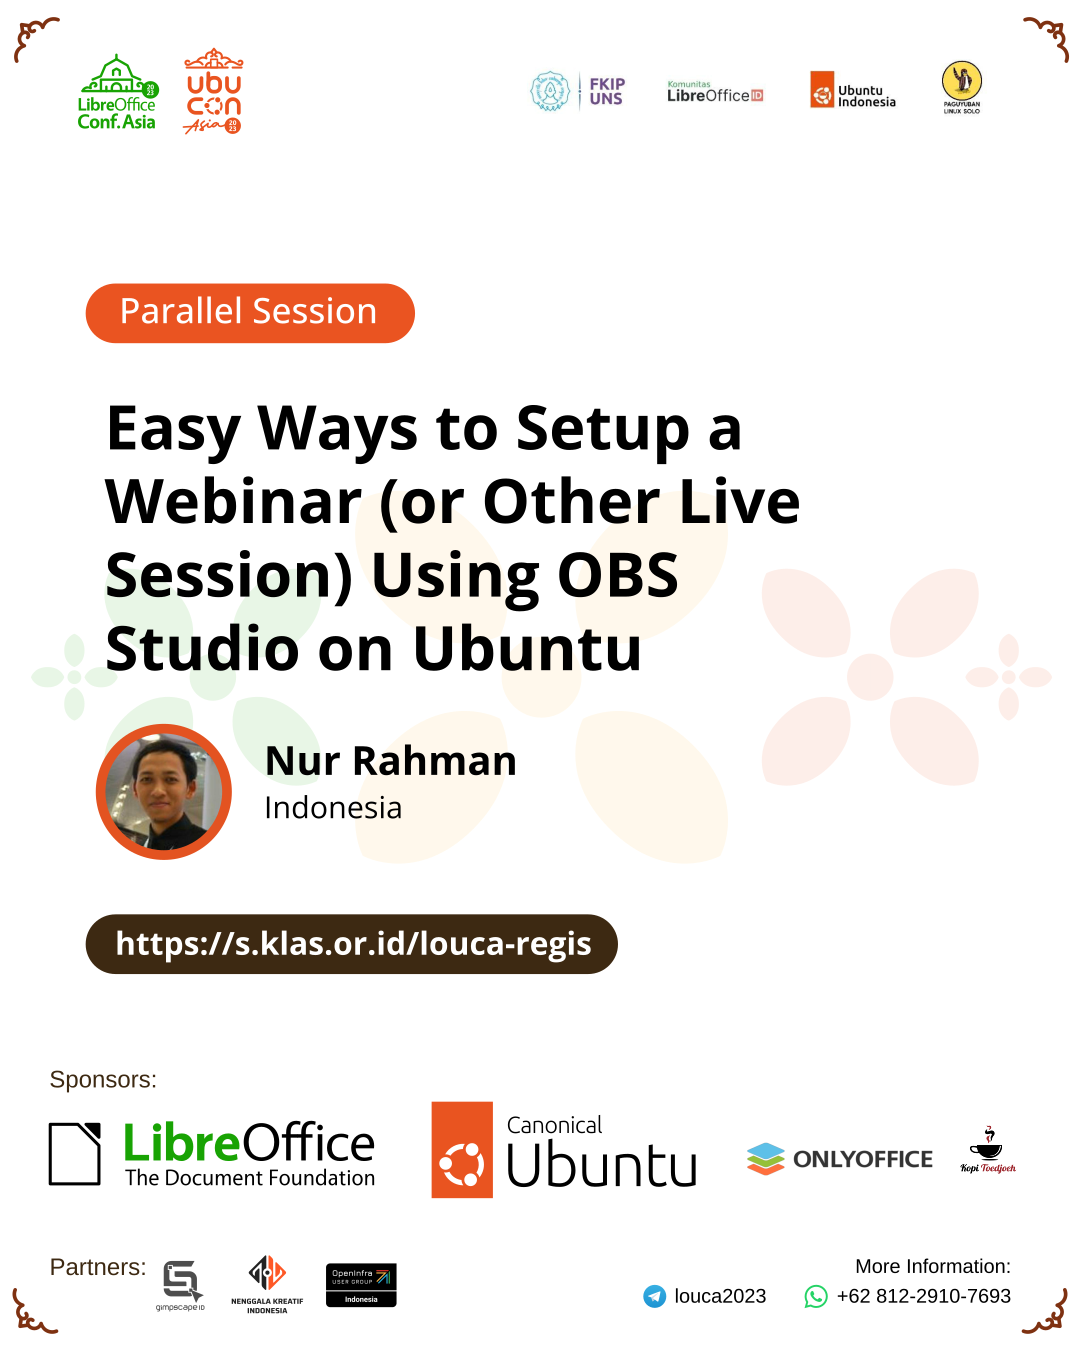 LibreOffice
Conf. Asia
2023
ubu
con
Asia
2023
FKIP
UNS
Komunitas
LibreOffice ID
Ubuntu
Indonesia
PAGUYUBAN
LINUX SOLO
Parallel Session
Easy Ways to Setup a
Webinar (or Other Live
Session) Using OBS
Studio on Ubuntu
Nur Rahman
Indonesia
https://s.klas.or.id/louca-regis
Sponsors:
LibreOffice
The Document Foundation
Canonical
Ubuntu
ONLYOFFICE
Kopi Toedjoeh
Partners:
gimpscape ID
NENGGALA KREATIF
INDONESIA
OpenInfra
USER GROUP
Indonesia
More Information:
louca2023
+62 812-2910-7693